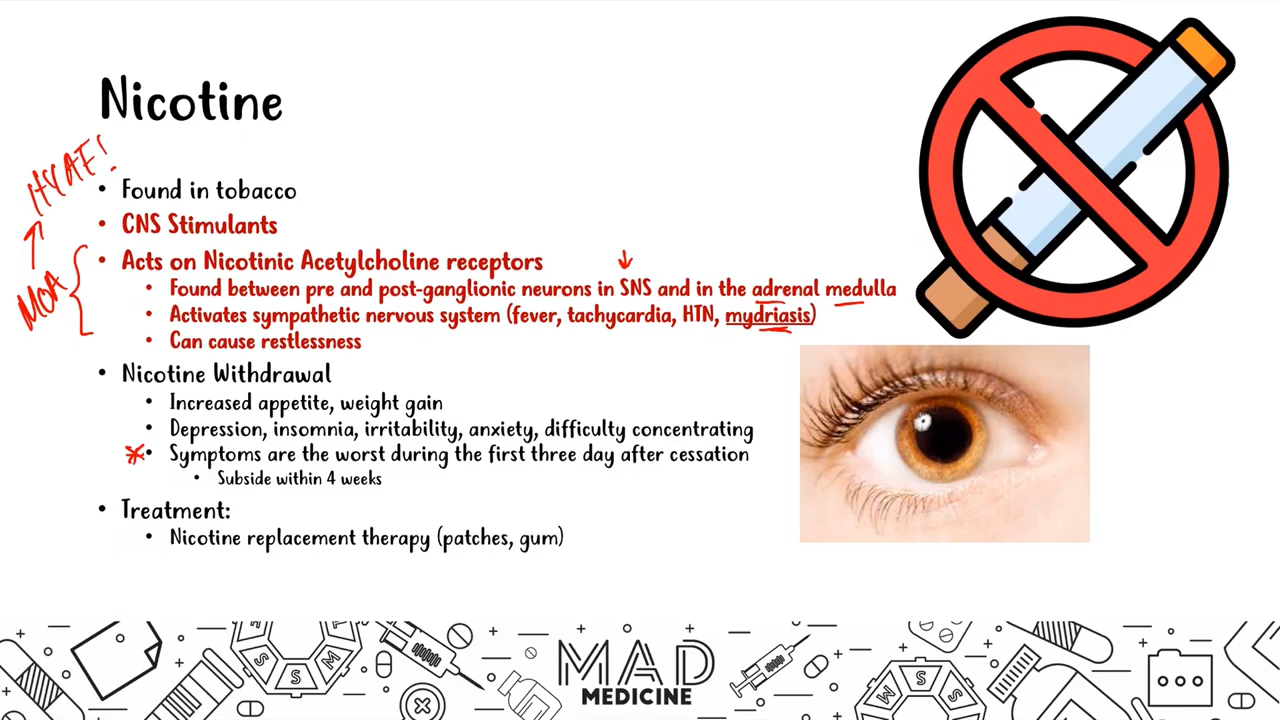 Nicotine
HYAE!
MOA
• Found in tobacco
• CNS Stimulants
• Acts on Nicotinic Acetylcholine receptors
• Found between pre and post-ganglionic neurons in SNS and in the adrenal medulla
• Activates sympathetic nervous system (fever, tachycardia, HTN, mydriasis)
• Can cause restlessness
• Nicotine Withdrawal
• Increased appetite, weight gain
• Depression, insomnia, irritability, anxiety, difficulty concentrating
• Symptoms are the worst during the first three day after cessation
• Subside within 4 weeks
• Treatment:
• Nicotine replacement therapy (patches, gum)
MAD
MEDICINE